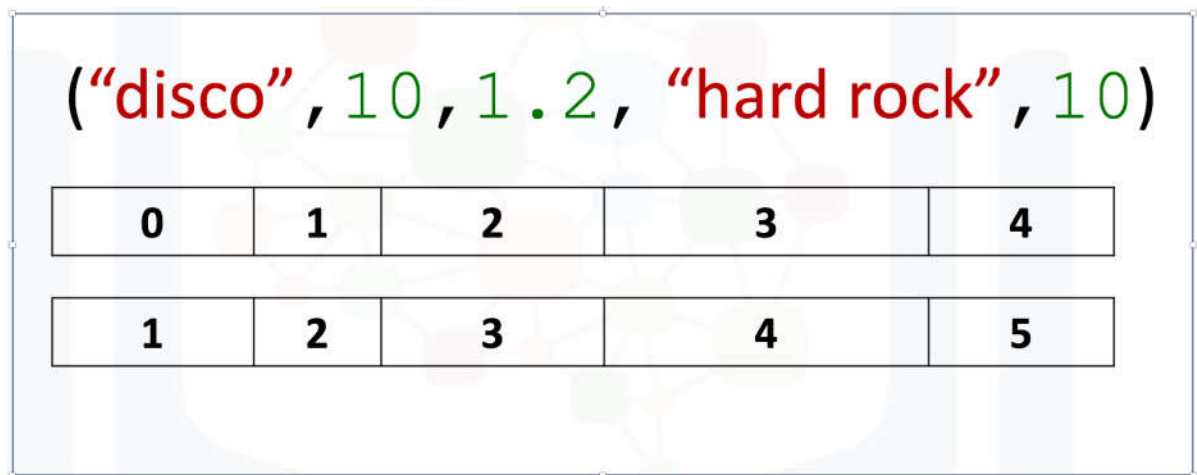 (“disco”,10,1.2, “hard rock”,10)
0 1 2 3 4
1 2 3 4 5